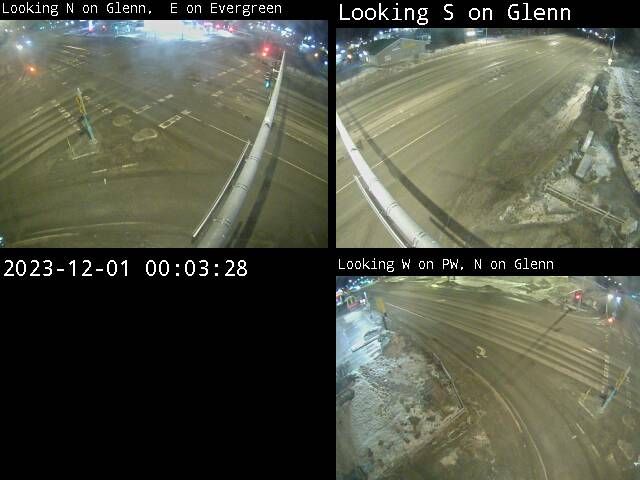 Looking N on Glenn,  E on Evergreen
Looking S on Glenn
2023-12-01 00:03:28
Looking W on PW, N on Glenn